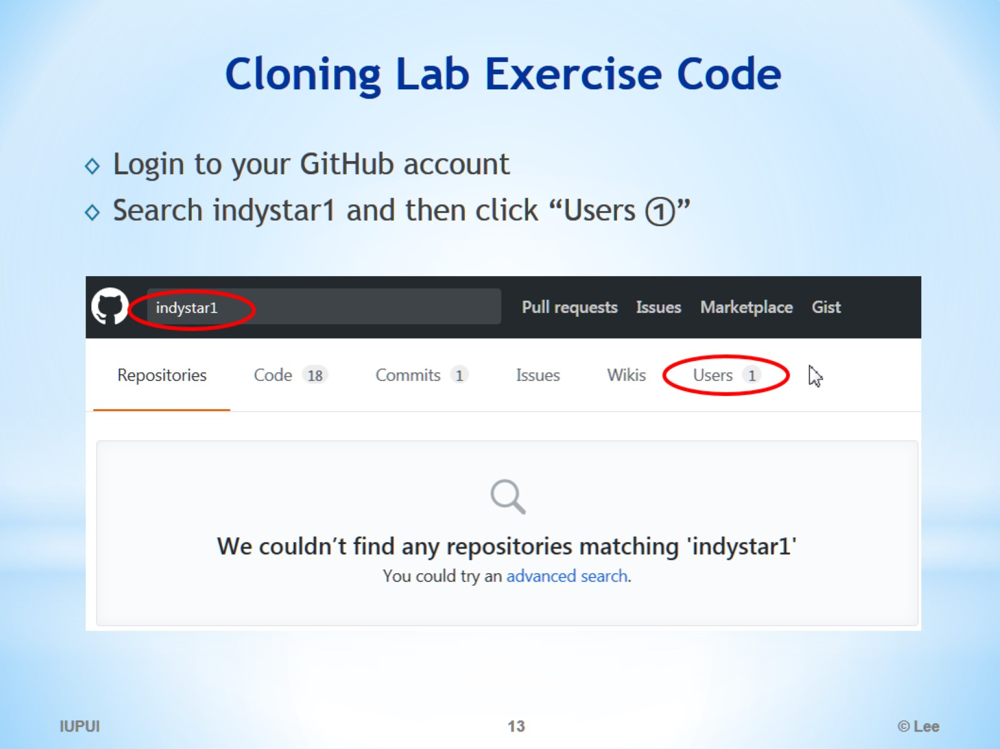 Cloning Lab Exercise Code
◇ Login to your GitHub account
◇ Search indystar1 and then click “Users ①”
indystar1 Pull requests Issues Marketplace Gist
Repositories Code 18 Commits 1 Issues Wikis Users 1
We couldn’t find any repositories matching 'indystar1'
You could try an advanced search.
IUPUI 13 © Lee